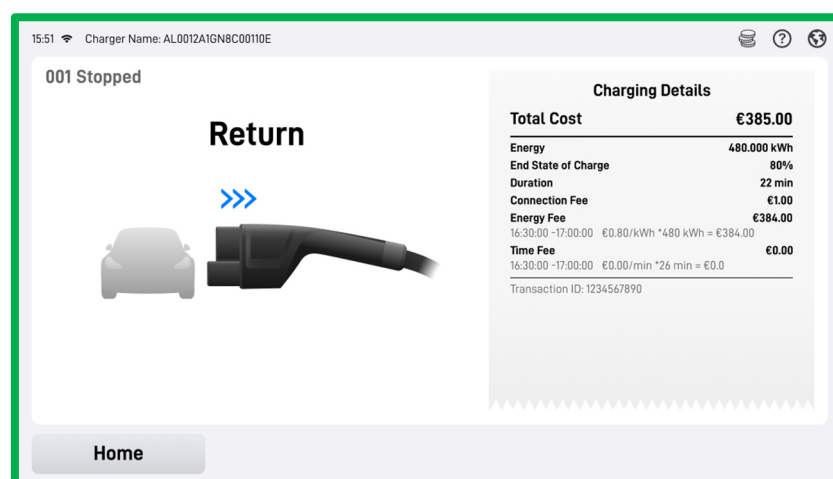 15:51 Charger Name: AL0012A1GN8C00110E
001 Stopped
Return
Charging Details
Total Cost €385.00
Energy 480.000 kWh
End State of Charge 80%
Duration 22 min
Connection Fee €1.00
Energy Fee €384.00
16:30:00 -17:00:00 €0.80/kWh *480 kWh = €384.00
Time Fee €0.00
16:30:00 -17:00:00 €0.00/min *26 min = €0.0
Transaction ID: 1234567890
Home